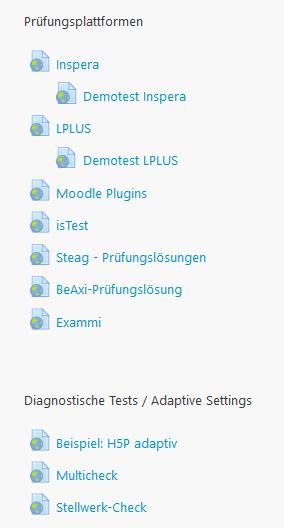 Prüfungsplattformen
Inspera
Demotest Inspera
LPLUS
Demotest LPLUS
Moodle Plugins
isTest
Steag - Prüfungslösungen
BeAxi-Prüfungslösung
Exammi
Diagnostische Tests / Adaptive Settings
Beispiel: H5P adaptiv
Multicheck
Stellwerk-Check